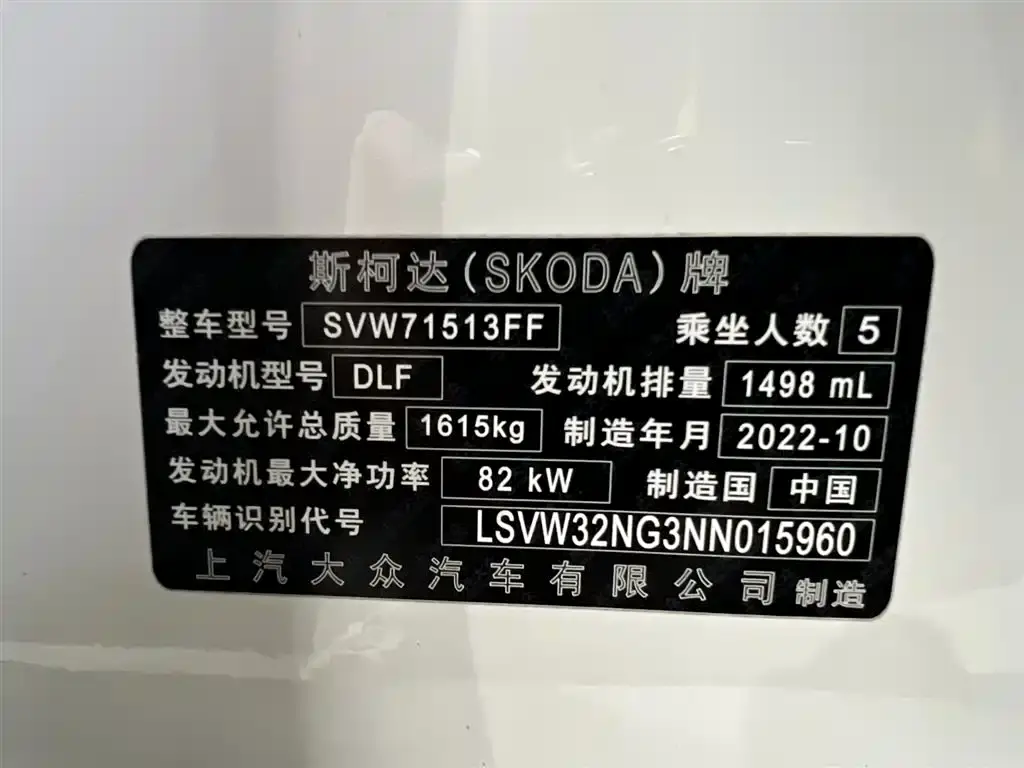 斯柯达(SKODA)牌
整车型号 SVW71513FF 乘坐人数 5
发动机型号 DLF 发动机排量 1498 mL
最大允许总质量 1615kg 制造年月 2022-10
发动机最大净功率 82 kW 制造国 中国
车辆识别代号 LSVW32NG3NN015960
上汽大众汽车有限公司 制造